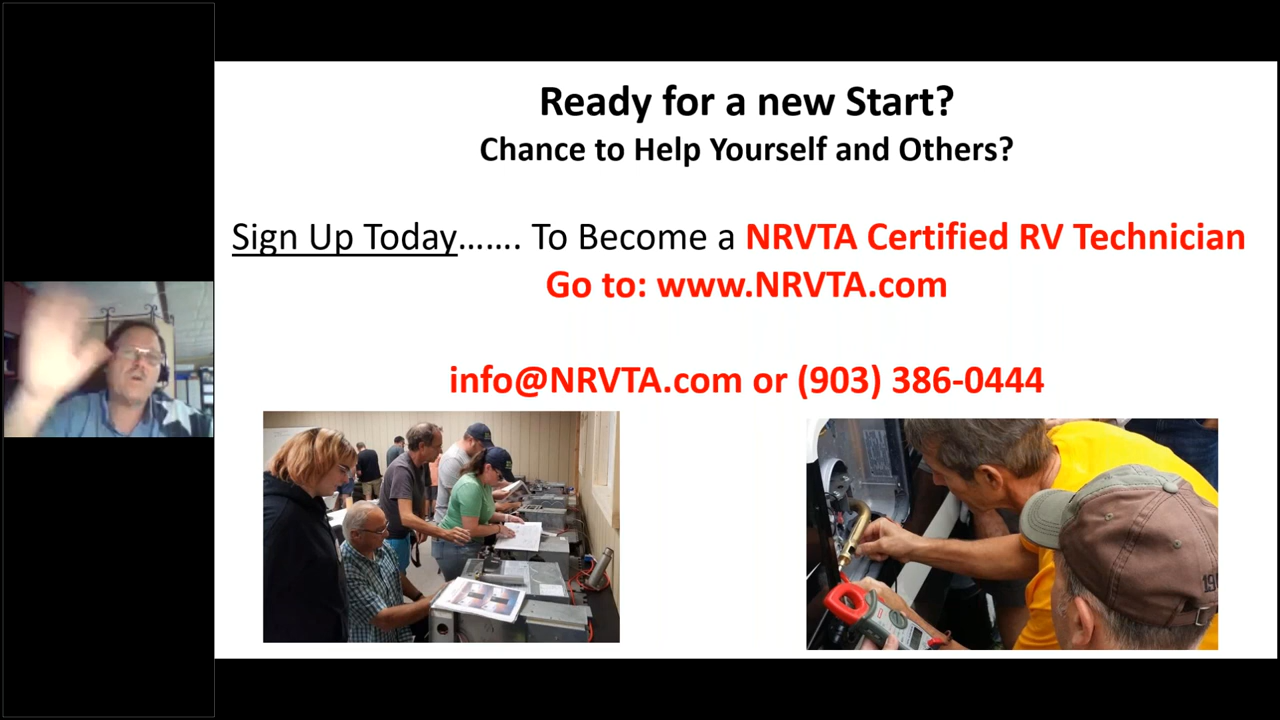 Ready for a new Start?
Chance to Help Yourself and Others?
Sign Up Today....... To Become a NRVTA Certified RV Technician
Go to: www.NRVTA.com
info@NRVTA.com or (903) 386-0444